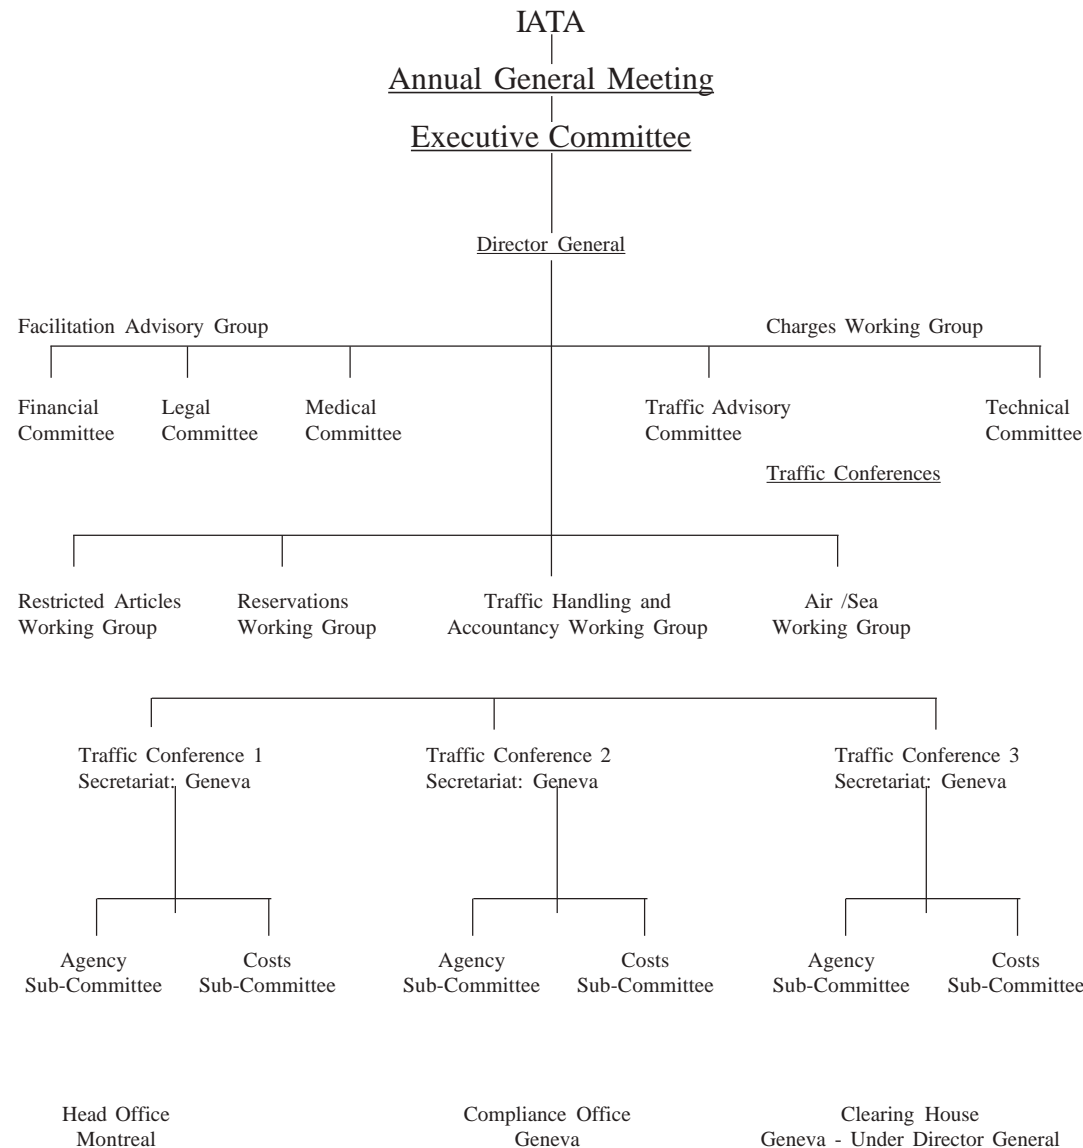 IATA
Annual General Meeting
Executive Committee
Director General
Facilitation Advisory Group
Charges Working Group
Financial
Committee
Legal
Committee
Medical
Committee
Traffic Advisory
Committee
Technical
Committee
Traffic Conferences
Restricted Articles
Working Group
Reservations
Working Group
Traffic Handling and
Accountancy Working Group
Air /Sea
Working Group
Traffic Conference 1
Secretariat: Geneva
Traffic Conference 2
Secretariat: Geneva
Traffic Conference 3
Secretariat: Geneva
Agency
Sub-Committee
Costs
Sub-Committee
Agency
Sub-Committee
Costs
Sub-Committee
Agency
Sub-Committee
Costs
Sub-Committee
Head Office
Montreal
Compliance Office
Geneva
Clearing House
Geneva - Under Director General